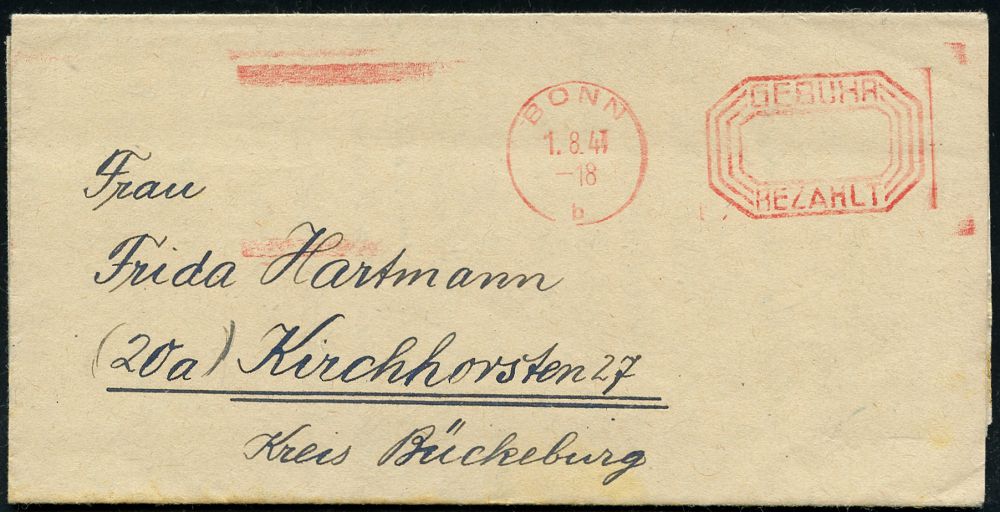 BONN
1.8.47
-18
b
GEBÜHR
BEZAHLT
Frau
Frida Hartmann
(20a) Kirchhorsten 27
Kreis Bückeburg